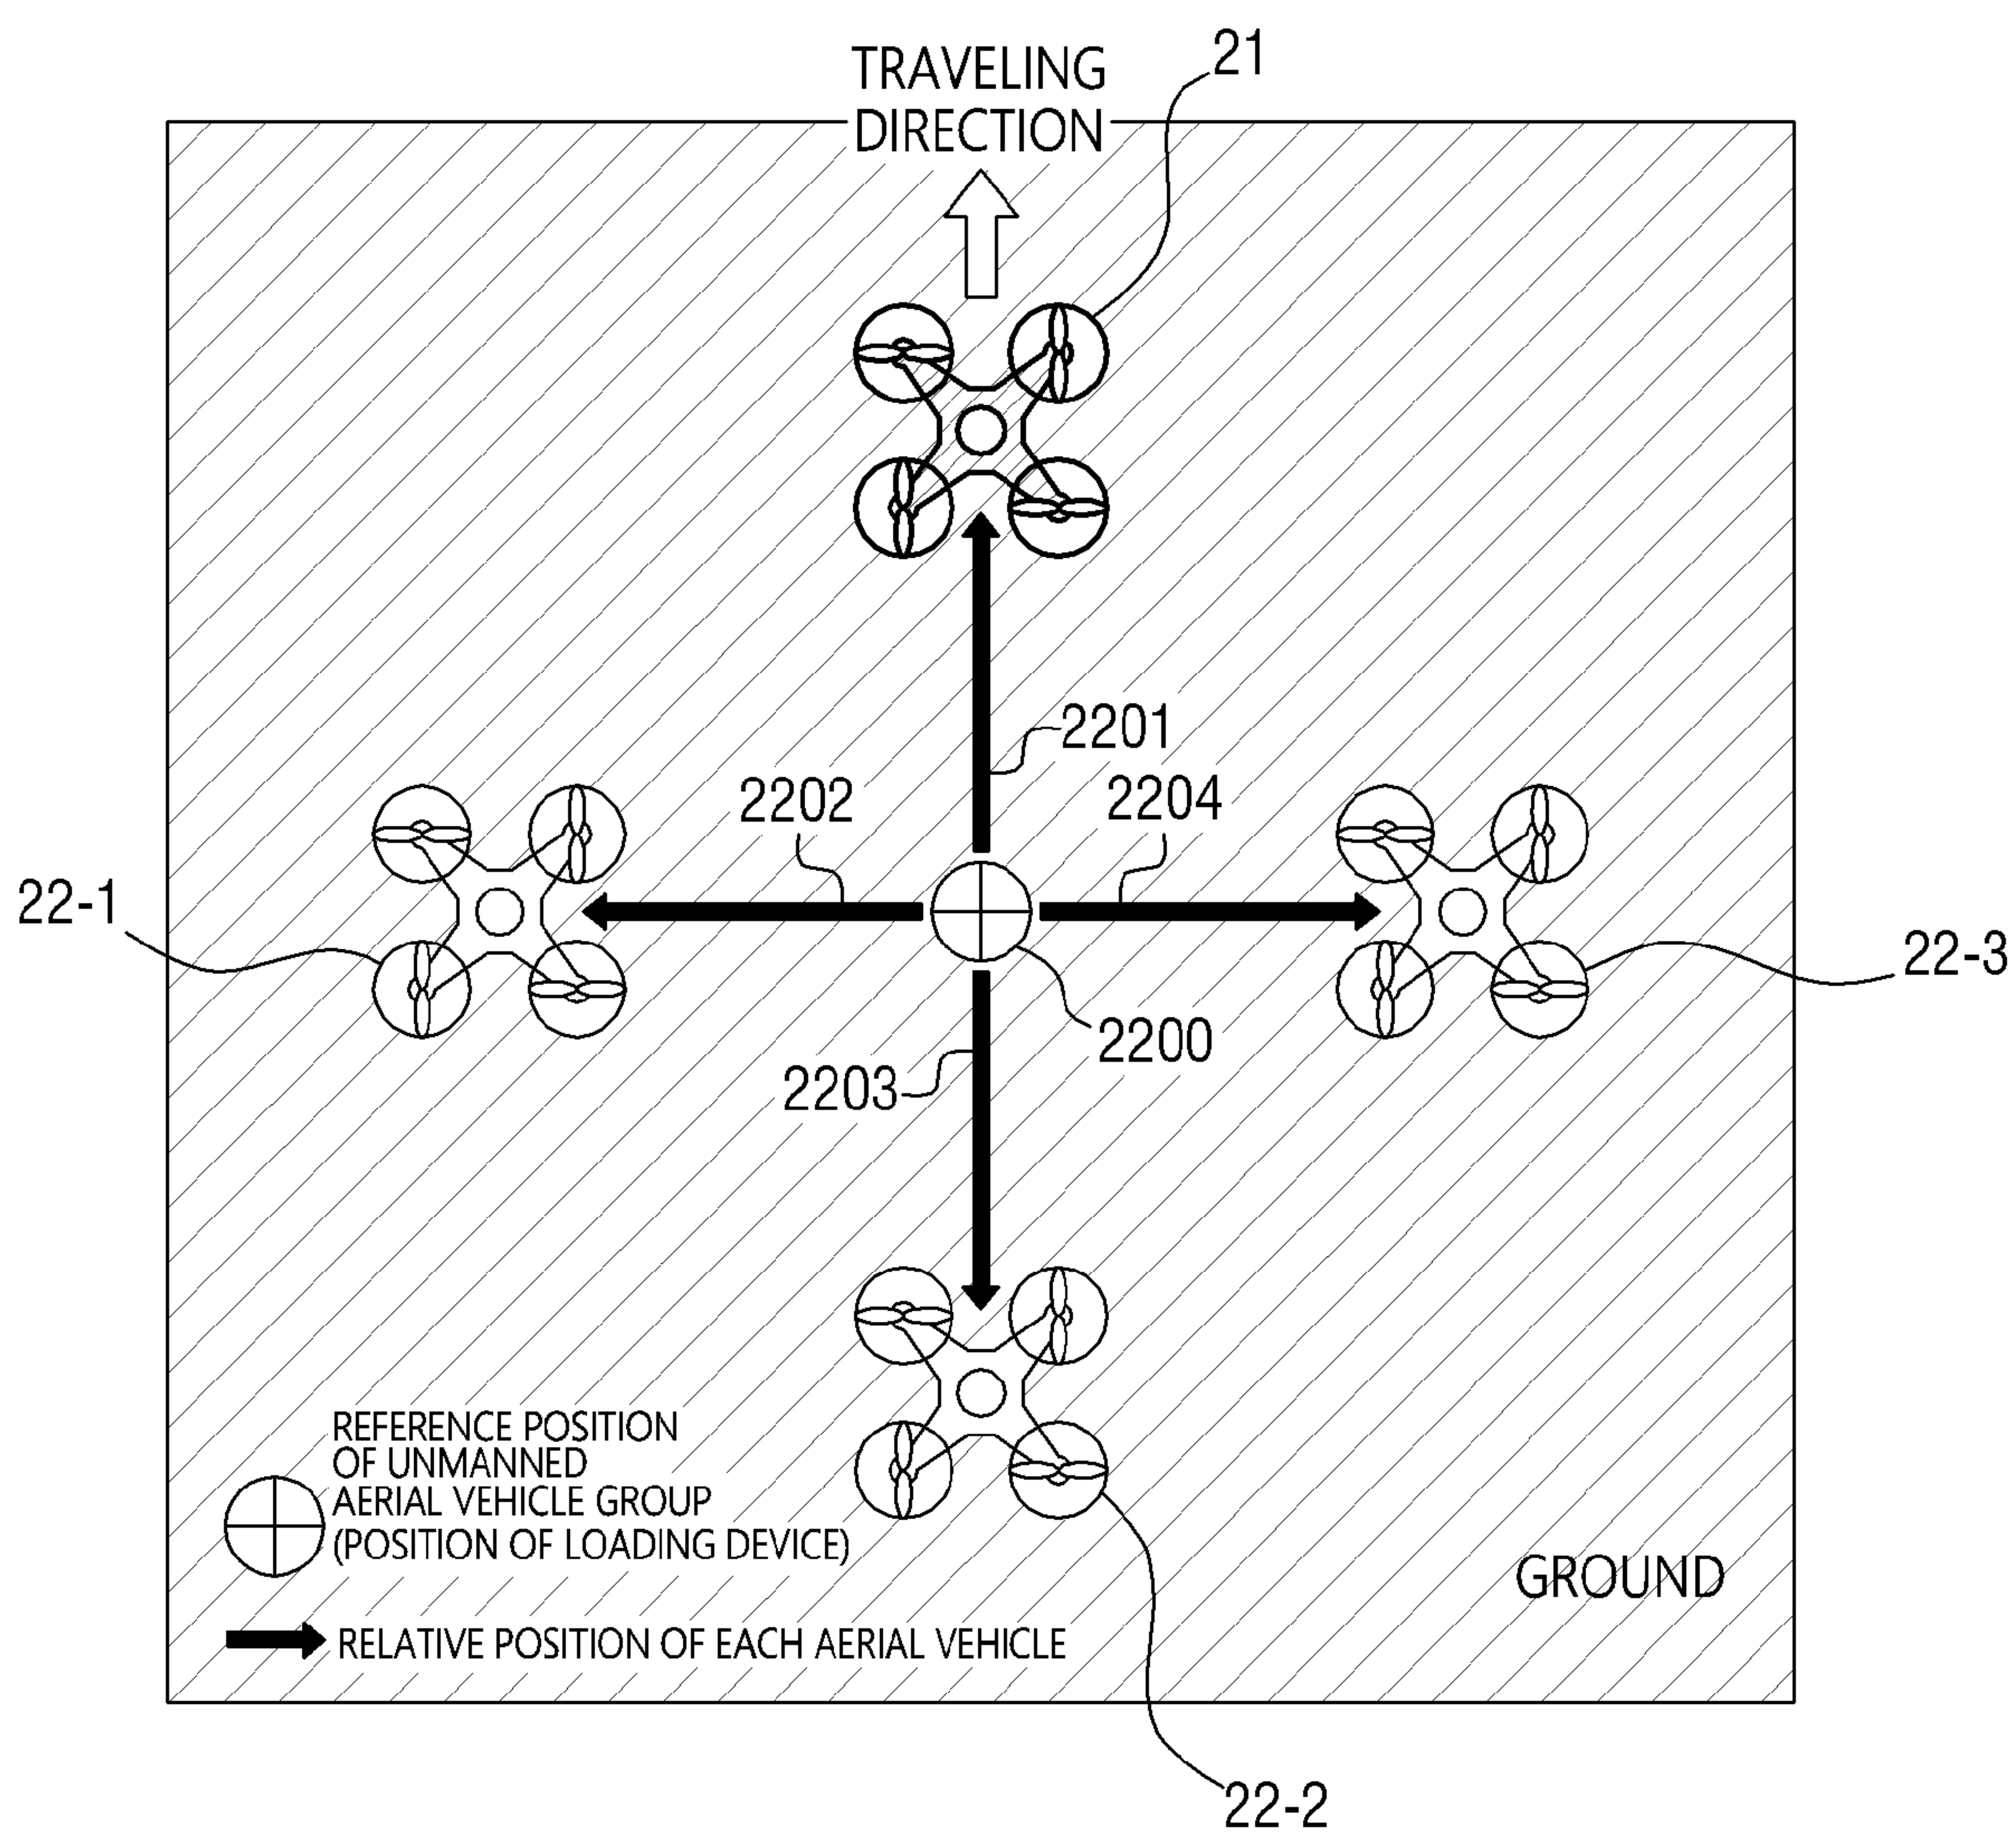 21
TRAVELING
DIRECTION
2201
2202
2204
22-1
22-3
2200
2203
REFERENCE POSITION
OF UNMANNED
AERIAL VEHICLE GROUP
(POSITION OF LOADING DEVICE)
GROUND
RELATIVE POSITION OF EACH AERIAL VEHICLE
22-2